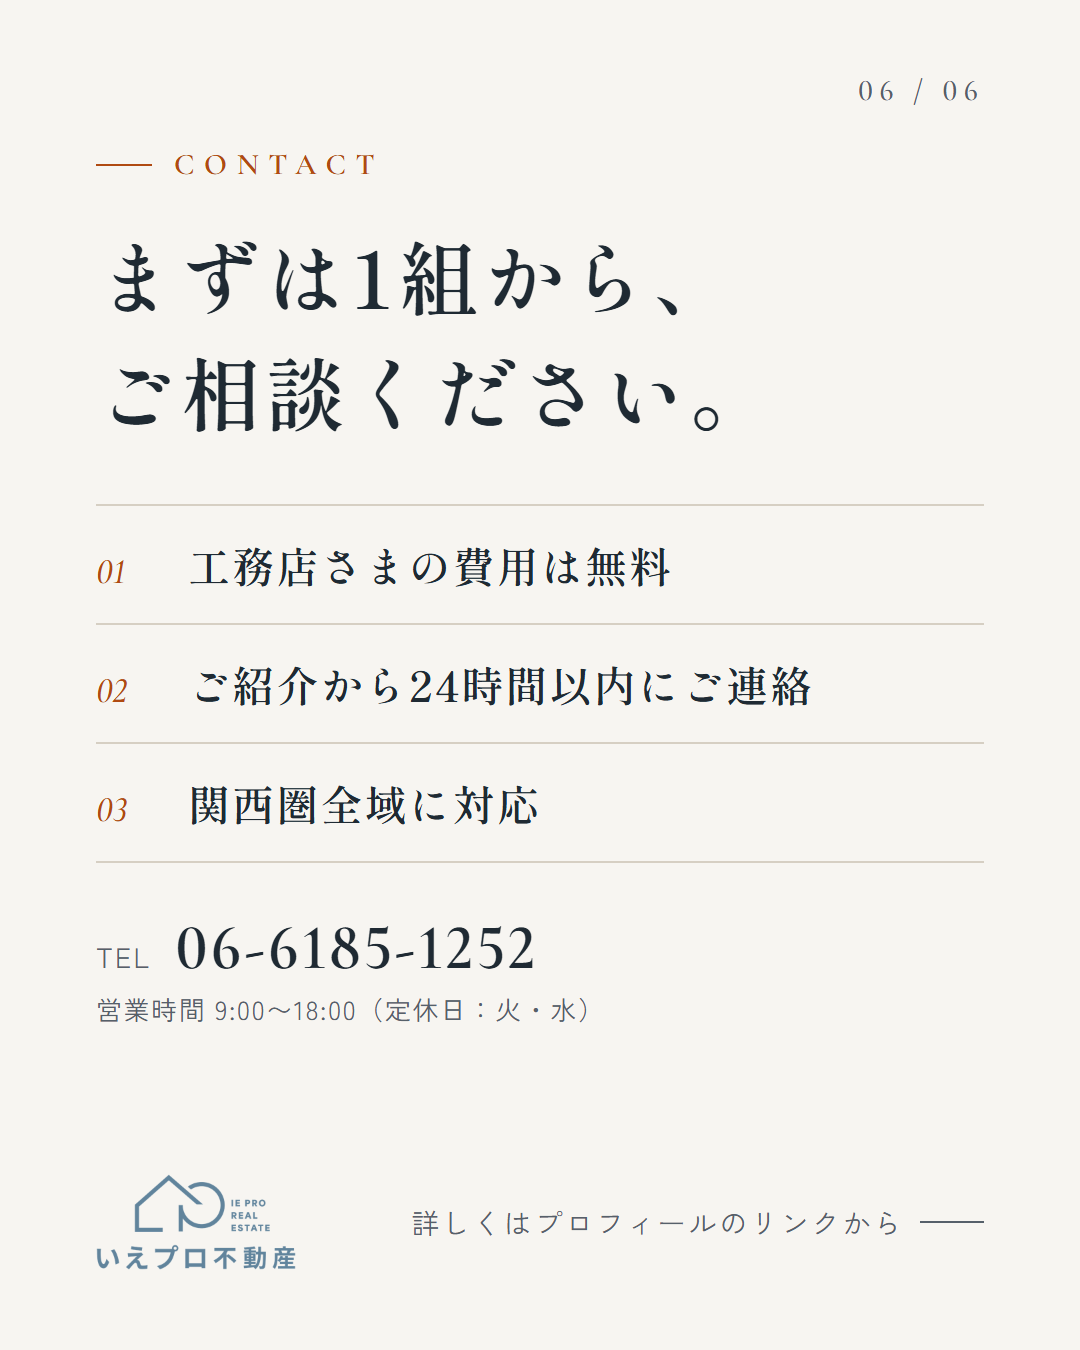 06 / 06
CONTACT
まずは1組から、
ご相談ください。
01 工務店さまの費用は無料
02 ご紹介から24時間以内にご連絡
03 関西圏全域に対応
TEL 06-6185-1252
営業時間 9:00〜18:00（定休日：火・水）
IE PRO
REAL
ESTATE
いえプロ不動産
詳しくはプロフィールのリンクから